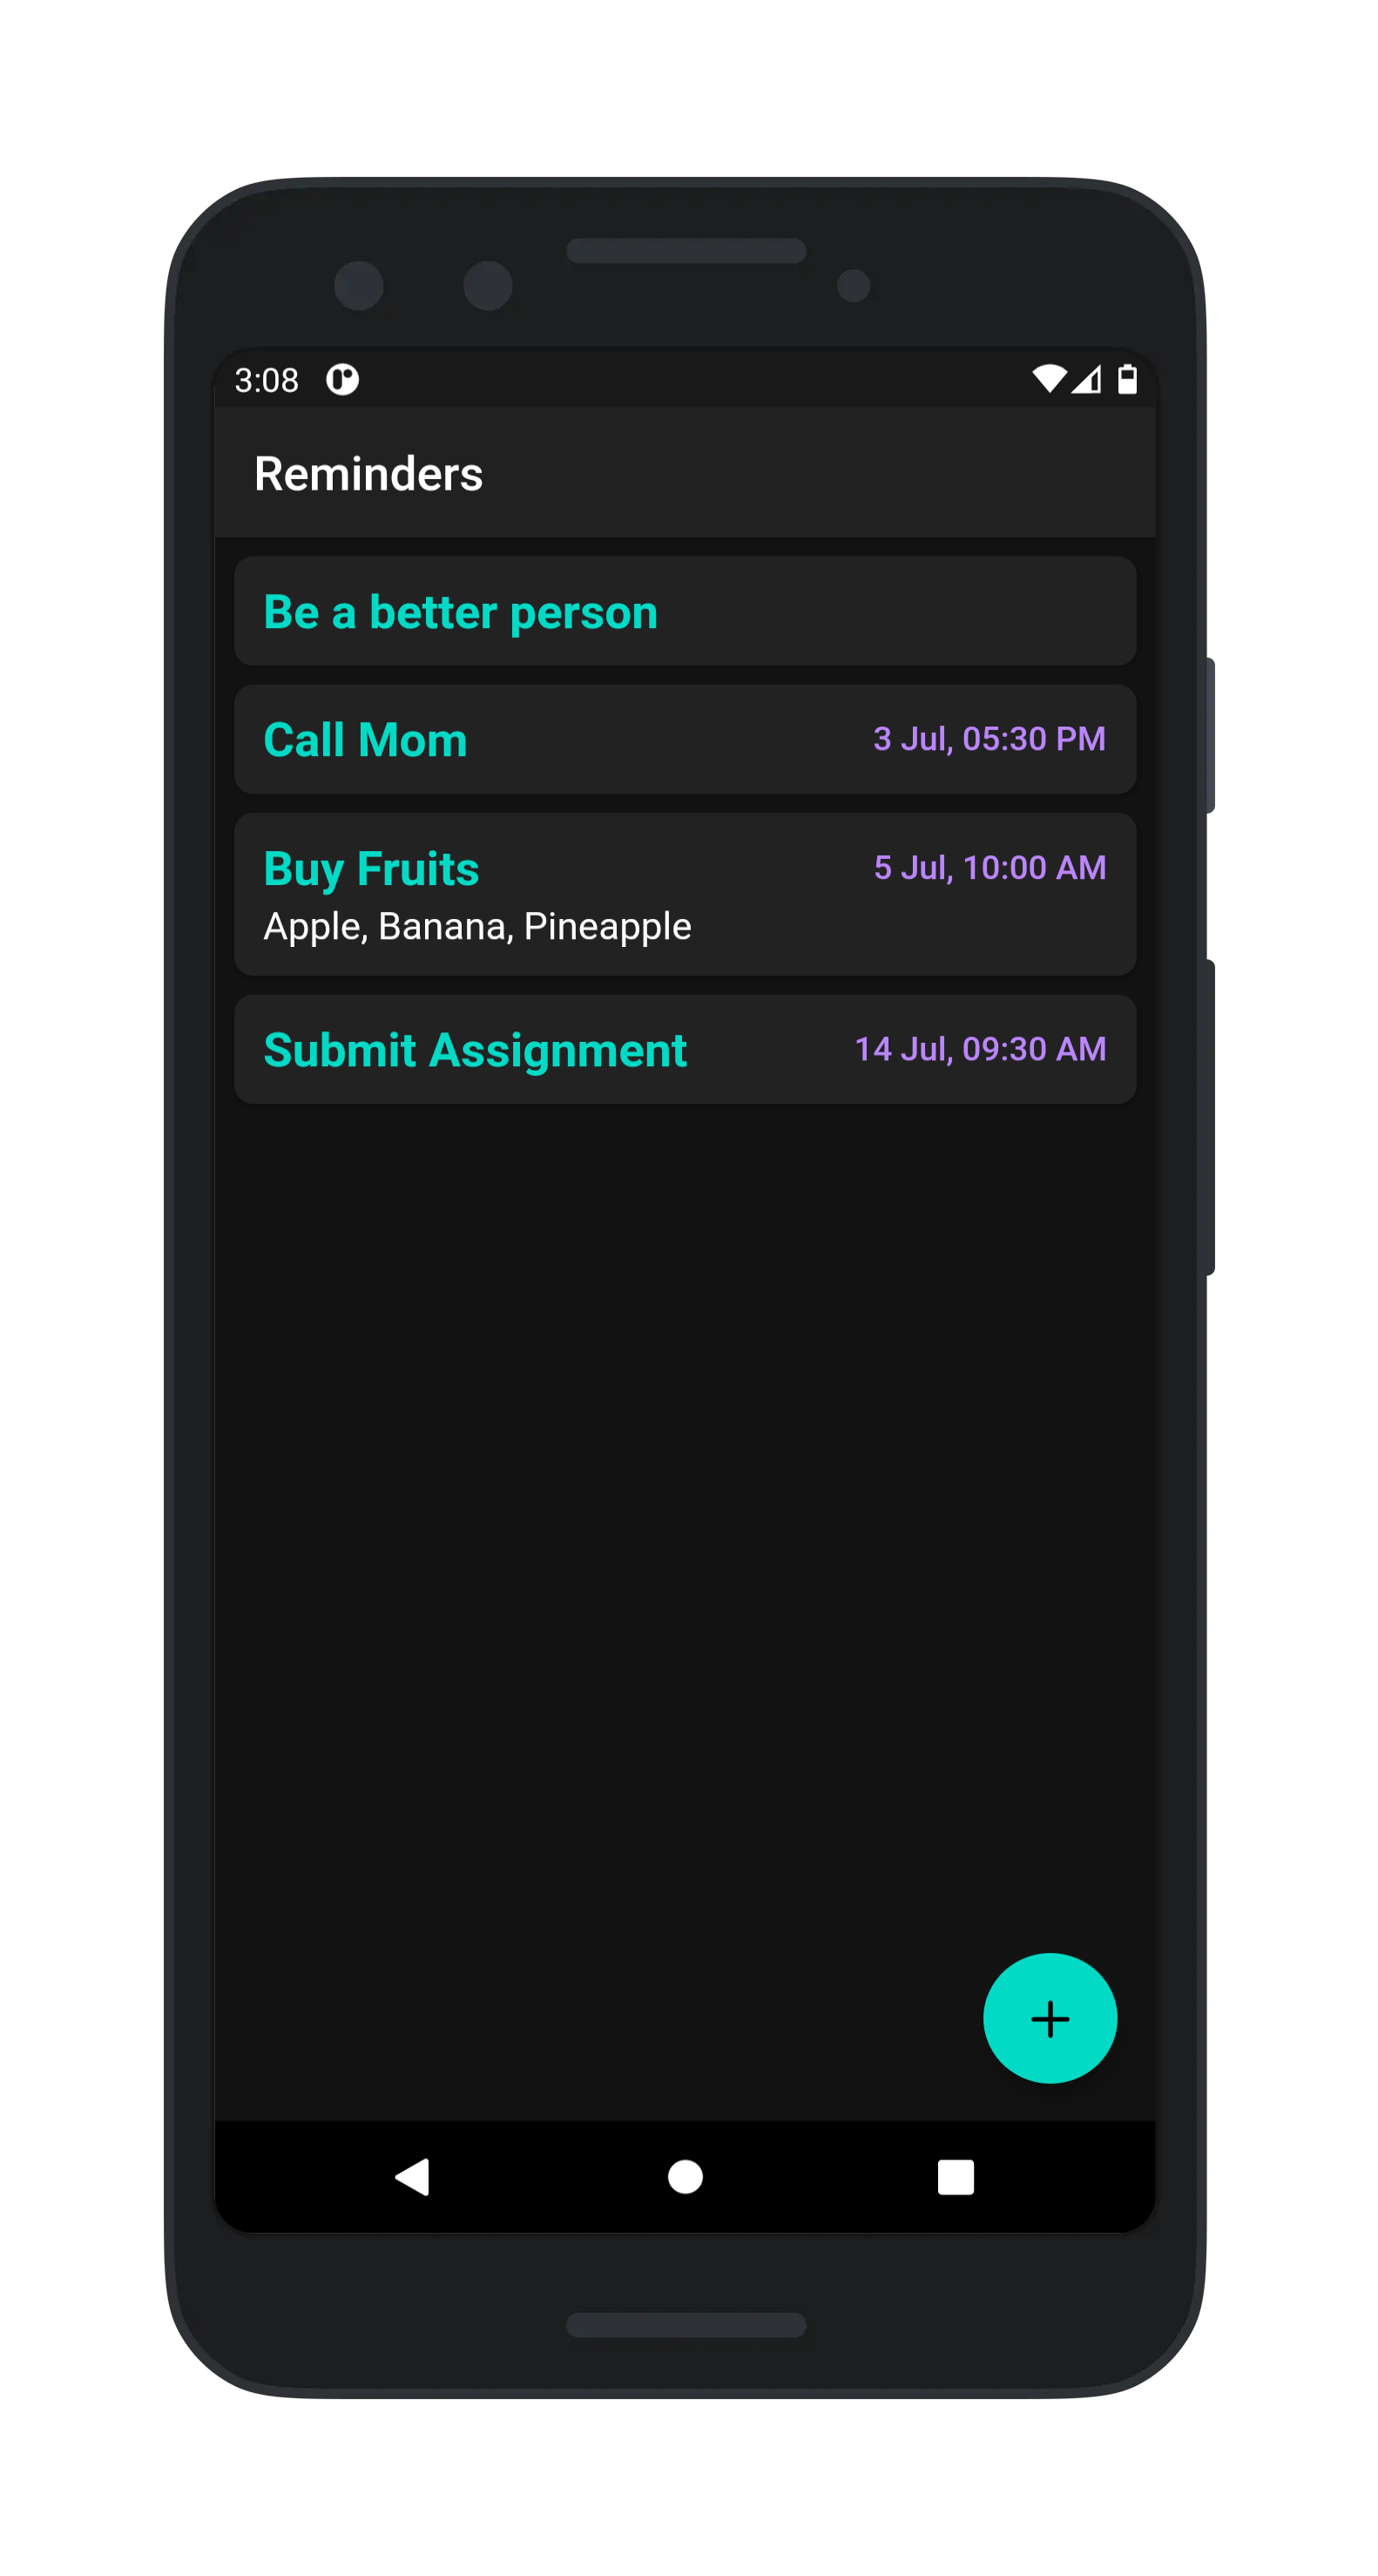 3:08
Reminders
Be a better person
Call Mom 3 Jul, 05:30 PM
Buy Fruits 5 Jul, 10:00 AM
Apple, Banana, Pineapple
Submit Assignment 14 Jul, 09:30 AM